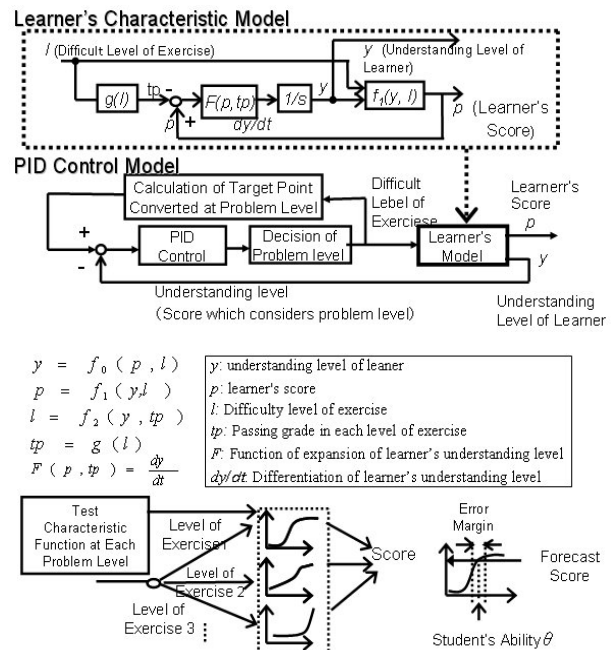 Learner's Characteristic Model
l (Difficult Level of Exercise)
y (Understanding Level of
Learner)
g(l)
tp
-
F(p,tp)
1/s
y
f₁(y, l)
p
+
dy/dt
p (Learner's
Score)
PID Control Model
Calculation of Target Point
Converted at Problem Level
Difficult
Lebel of
Exerciese
Learnerr's
Score
p
+
-
PID
Control
Decision of
Problem level
Learner's
Model
y
Understanding level
(Score which considers problem level)
Understanding
Level of Learner
y = f₀ ( p , l )
p = f₁ ( y,l )
l = f₂ ( y , tp )
tp = g ( l )
F ( p , tp ) = dy
dt
y: understanding level of leaner
p: learner's score
l: Difficulty level of exercise
tp: Passing grade in each level of exercise
F: Function of expansion of learner's understanding level
dy/dt: Differentiation of learner's understanding level
Test
Characteristic
Function at Each
Problem Level
Level of
Exercise1
Level of
Exercise 2
Level of
Exercise 3
Score
Error
Margin
Forecast
Score
Student's Ability θ